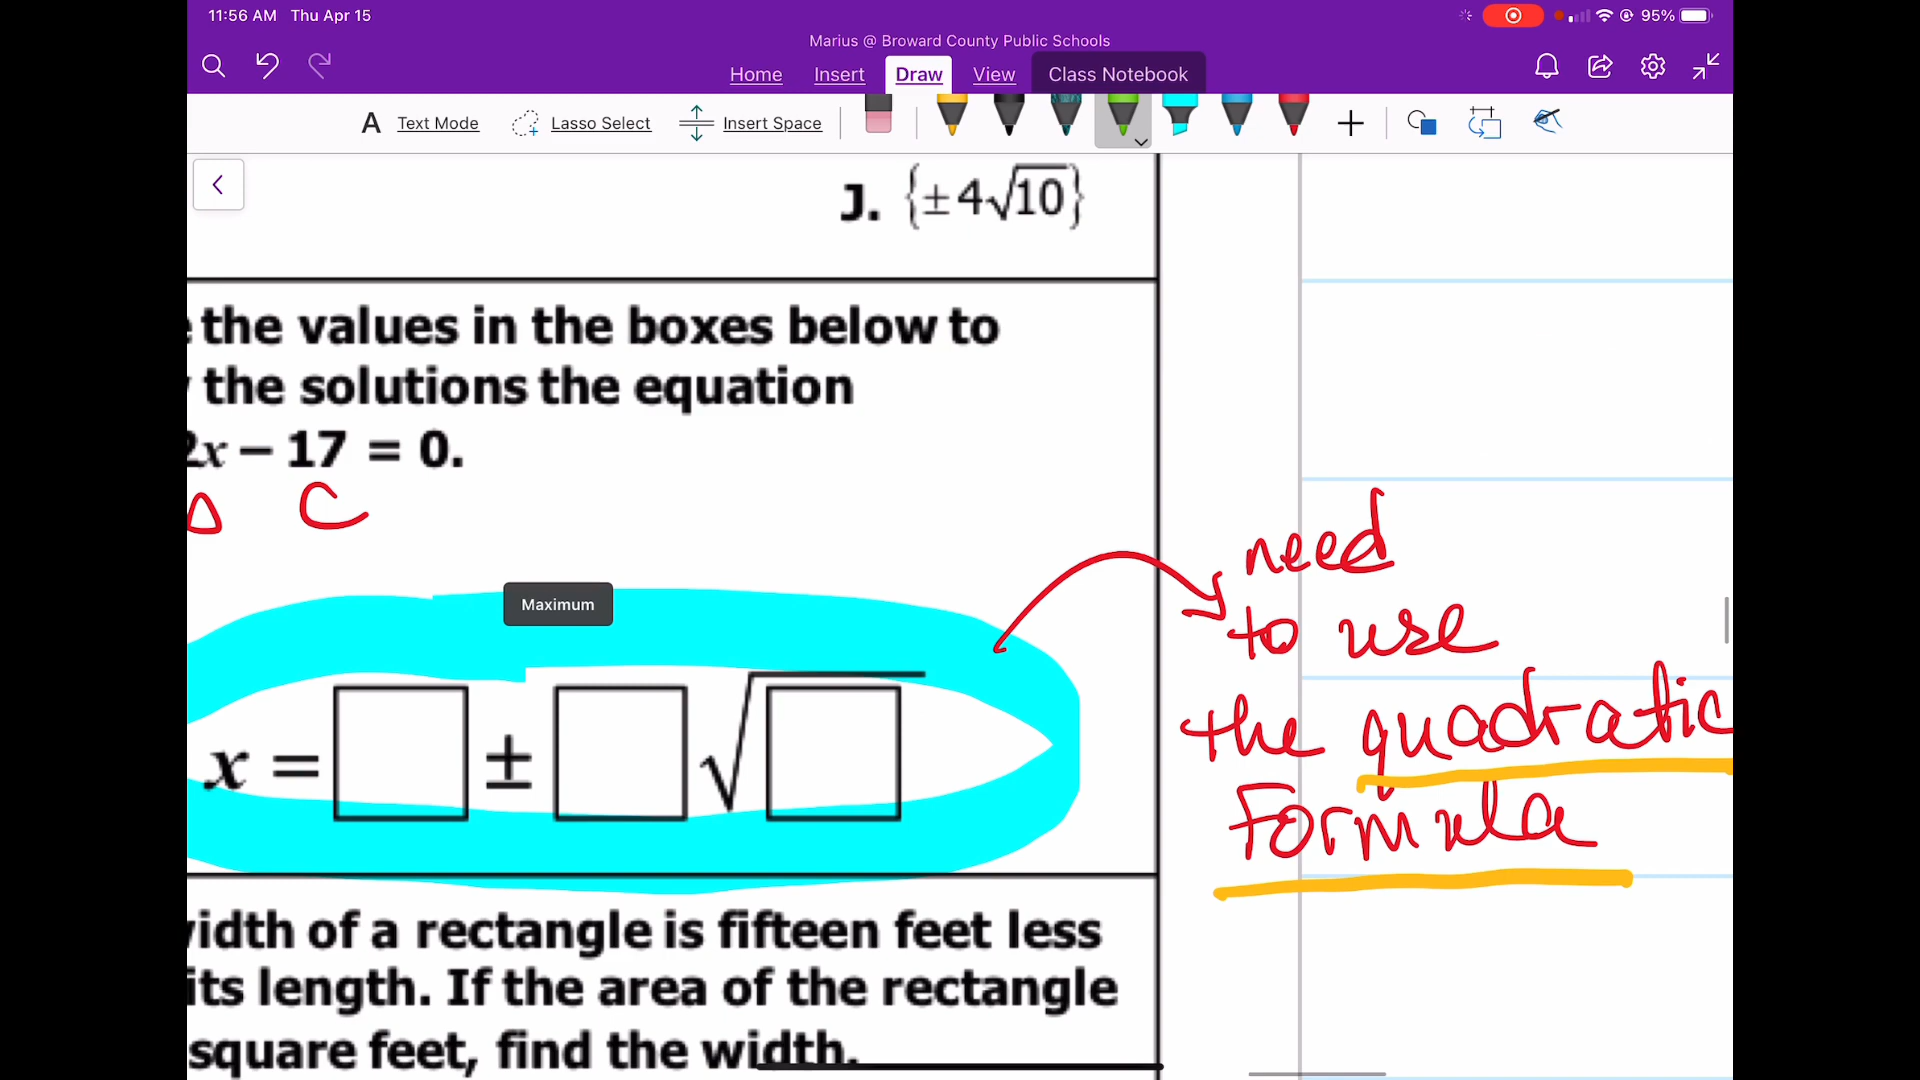 11:56 AM Thu Apr 15
95%
Marius @ Broward County Public Schools
Home Insert Draw View Class Notebook
A Text Mode Lasso Select Insert Space
J. {±4√10}
the values in the boxes below to
the solutions the equation
2x – 17 = 0.
C
need
to use
the quadratic
Formula
Maximum
x = ± √
width of a rectangle is fifteen feet less
its length. If the area of the rectangle
square feet, find the width.